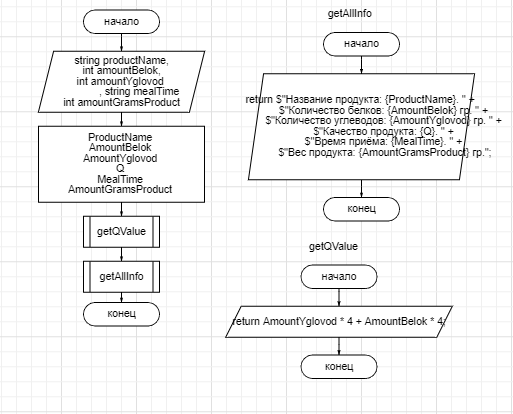 начало
string productName,
int amountBelok,
int amountYglovod
, string mealTime
int amountGramsProduct
ProductName
AmountBelok
AmountYglovod
Q
MealTime
AmountGramsProduct
getQValue
getAllInfo
конец
getAllInfo
начало
return $"Название продукта: {ProductName}. " +
$"Количество белков: {AmountBelok} гр. " +
$"Количество углеводов: {AmountYglovod} гр. " +
$"Качество продукта: {Q}. " +
$"Время приёма: {MealTime}. " +
$"Вес продукта: {AmountGramsProduct} гр.";
конец
getQValue
начало
return AmountYglovod * 4 + AmountBelok * 4;
конец